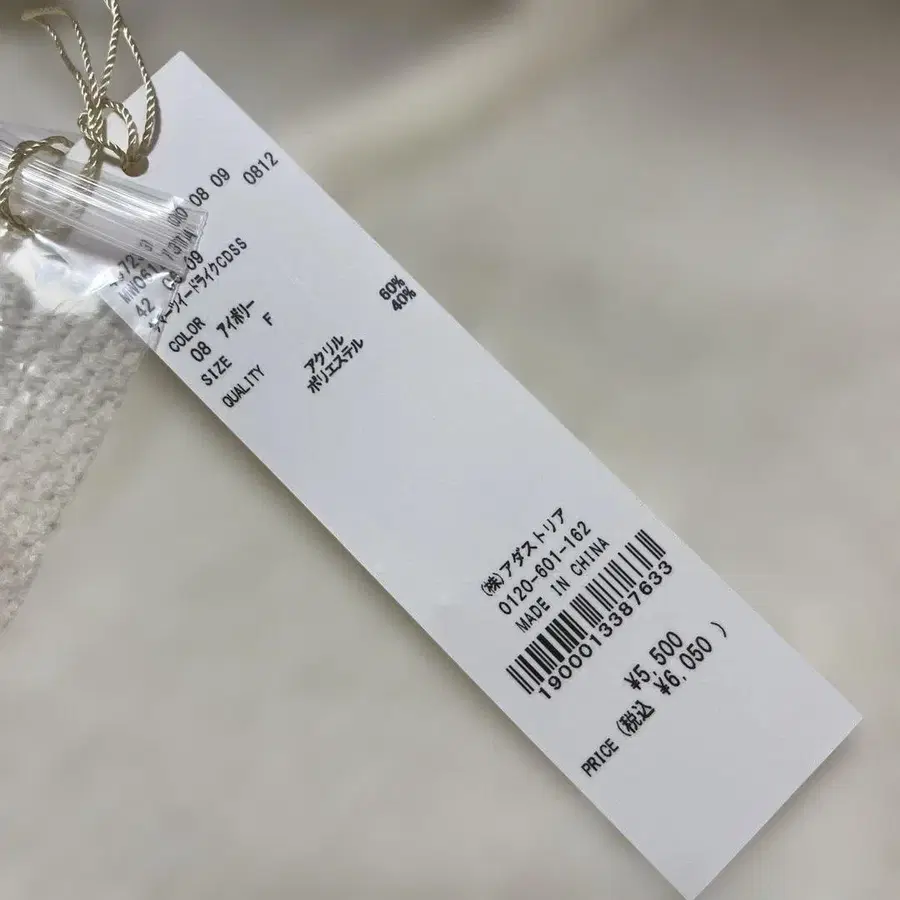 08 09 0812
42 08 09
ツイードライクCDSS
COLOR
08 アイボリー
SIZE F
QUALITY アクリル 60%
ポリエステル 40%
(株)アダストリア
0120-601-162
MADE IN CHINA
1900013387633
¥5,500
PRICE (税込 ¥6,050 )